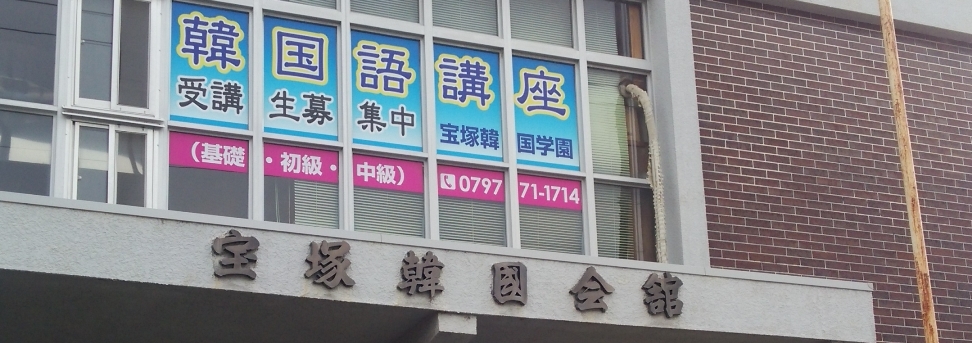 韓国語講座
受講生募集中
宝塚韓国学園
(基礎・初級・中級)
0797 71-1714
宝塚韓國会舘